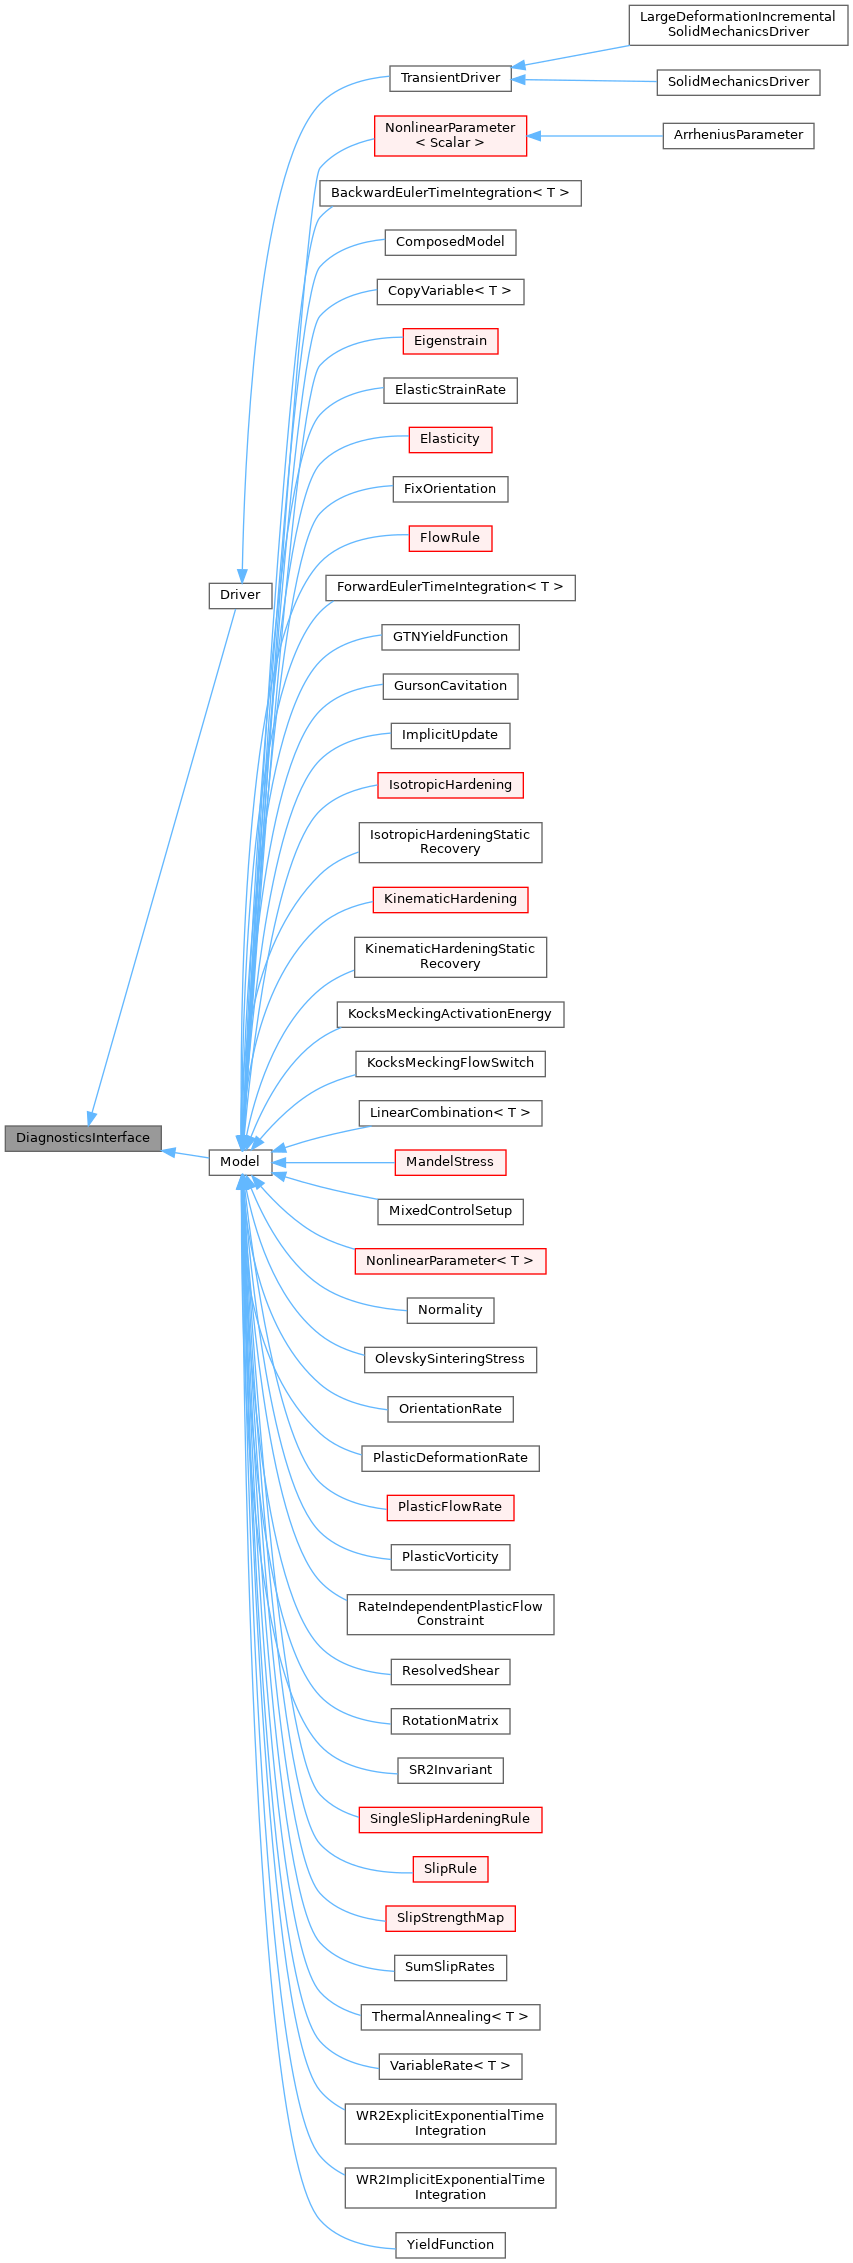 LargeDeformationIncremental
SolidMechanicsDriver
TransientDriver
SolidMechanicsDriver
NonlinearParameter
< Scalar >
ArrheniusParameter
BackwardEulerTimeIntegration< T >
ComposedModel
CopyVariable< T >
Eigenstrain
ElasticStrainRate
Elasticity
FixOrientation
FlowRule
ForwardEulerTimeIntegration< T >
Driver
GTNYieldFunction
GursonCavitation
ImplicitUpdate
IsotropicHardening
IsotropicHardeningStatic
Recovery
KinematicHardening
KinematicHardeningStatic
Recovery
KocksMeckingActivationEnergy
KocksMeckingFlowSwitch
LinearCombination< T >
DiagnosticsInterface
Model
MandelStress
MixedControlSetup
NonlinearParameter< T >
Normality
OlevskySinteringStress
OrientationRate
PlasticDeformationRate
PlasticFlowRate
PlasticVorticity
RateIndependentPlasticFlow
Constraint
ResolvedShear
RotationMatrix
SR2Invariant
SingleSlipHardeningRule
SlipRule
SlipStrengthMap
SumSlipRates
ThermalAnnealing< T >
VariableRate< T >
WR2ExplicitExponentialTime
Integration
WR2ImplicitExponentialTime
Integration
YieldFunction